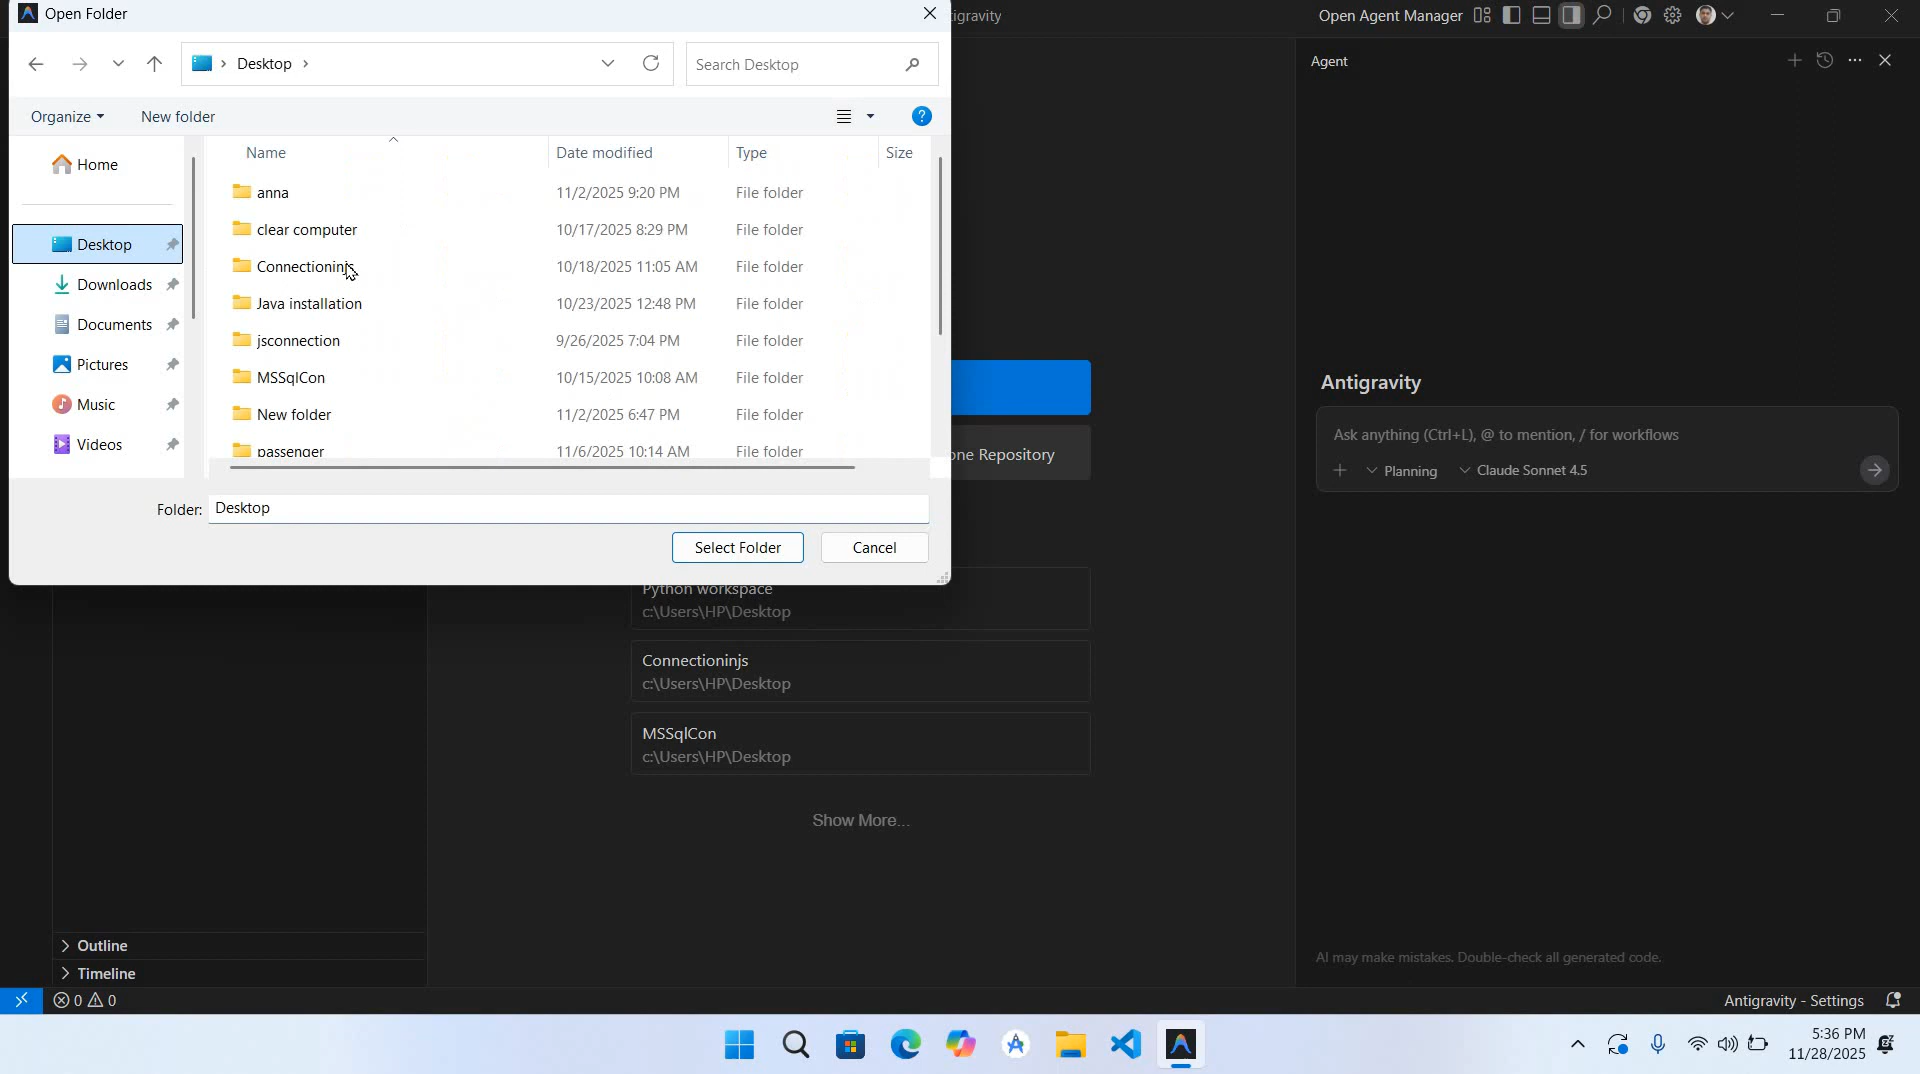 Open Folder
tigravity
Open Agent Manager
Desktop
Search Desktop
Organize
New folder
?
Home
Desktop
Downloads
Documents
Pictures
Music
Videos
Name Date modified Type Size
anna 11/2/2025 9:20 PM File folder
clear computer 10/17/2025 8:29 PM File folder
Connectioninjs 10/18/2025 11:05 AM File folder
Java installation 10/23/2025 12:48 PM File folder
jsconnection 9/26/2025 7:04 PM File folder
MSSqlCon 10/15/2025 10:08 AM File folder
New folder 11/2/2025 6:47 PM File folder
passenger 11/6/2025 10:14 AM File folder
Folder: Desktop
Select Folder
Cancel
one Repository
Python workspace
c:\Users\HP\Desktop
Connectioninjs
c:\Users\HP\Desktop
MSSqlCon
c:\Users\HP\Desktop
Show More...
Outline
Timeline
Agent
Antigravity
Ask anything (Ctrl+L), @ to mention, / for workflows
Planning
Claude Sonnet 4.5
AI may make mistakes. Double-check all generated code.
0 0
Antigravity - Settings
5:36 PM
11/28/2025